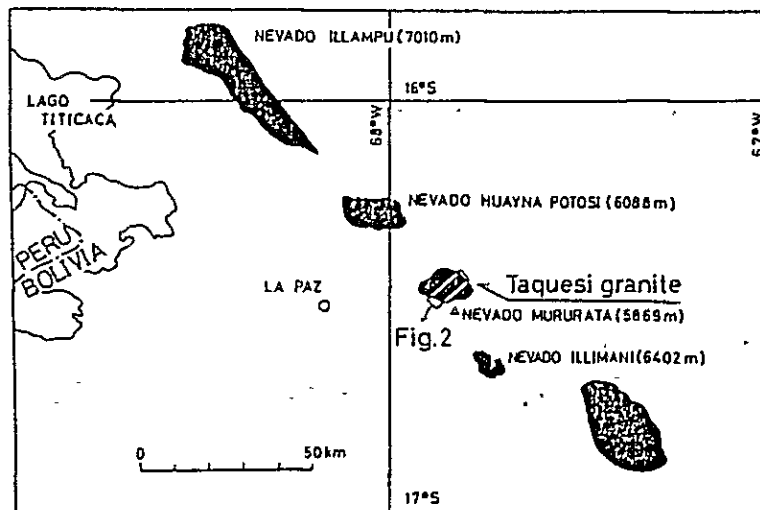 NEVADO ILLAMPU (7010m)
LAGO
TITICACA
16°S
68°W
67°W
NEVADO HUAYNA POTOSI (6088m)
PERU
BOLIVIA
LA PAZ
Taquesi granite
NEVADO MURURATA (5869m)
Fig.2
NEVADO ILLIMANI (6402m)
0 50km
17°S